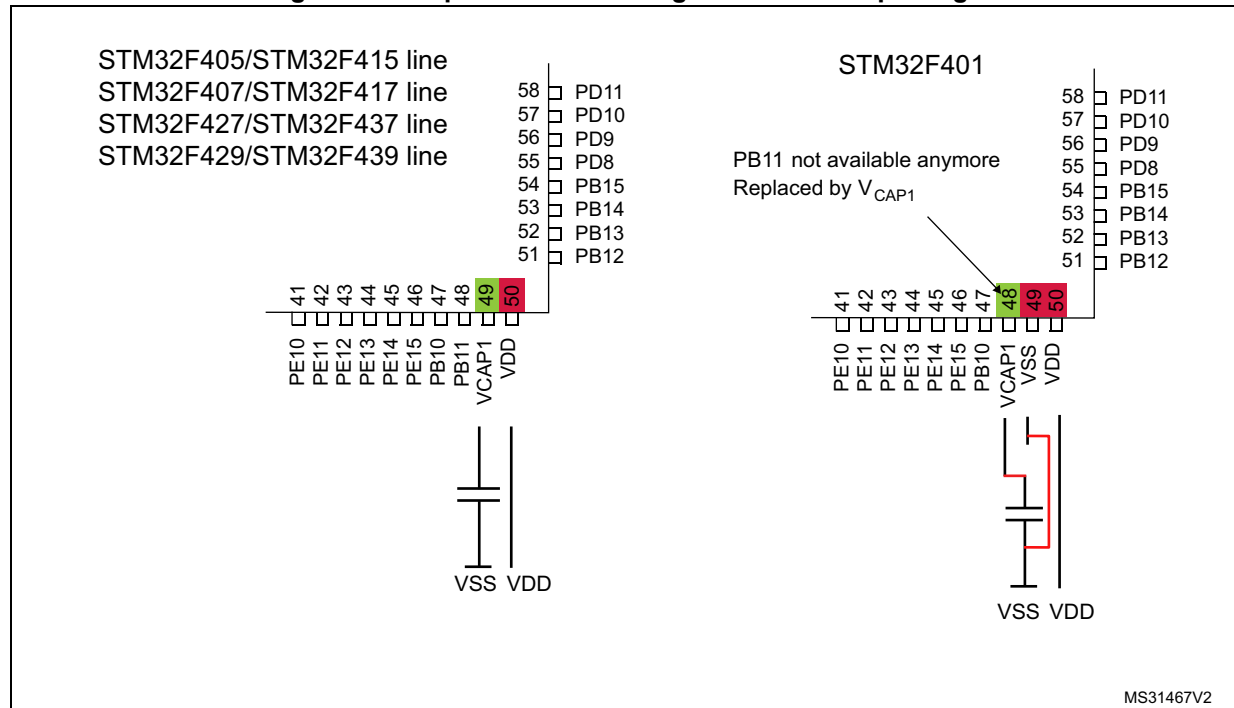 STM32F405/STM32F415 line
STM32F407/STM32F417 line
STM32F427/STM32F437 line
STM32F429/STM32F439 line
58 PD11
57 PD10
56 PD9
55 PD8
54 PB15
53 PB14
52 PB13
51 PB12
41 42 43 44 45 46 47 48 49 50
PE10 PE11 PE12 PE13 PE14 PE15 PB10 PB11 VCAP1 VDD
VSS VDD
STM32F401
PB11 not available anymore
Replaced by VCAP1
58 PD11
57 PD10
56 PD9
55 PD8
54 PB15
53 PB14
52 PB13
51 PB12
41 42 43 44 45 46 47 48 49 50
PE10 PE11 PE12 PE13 PE14 PE15 PB10 VCAP1 VSS VDD
VSS VDD
MS31467V2